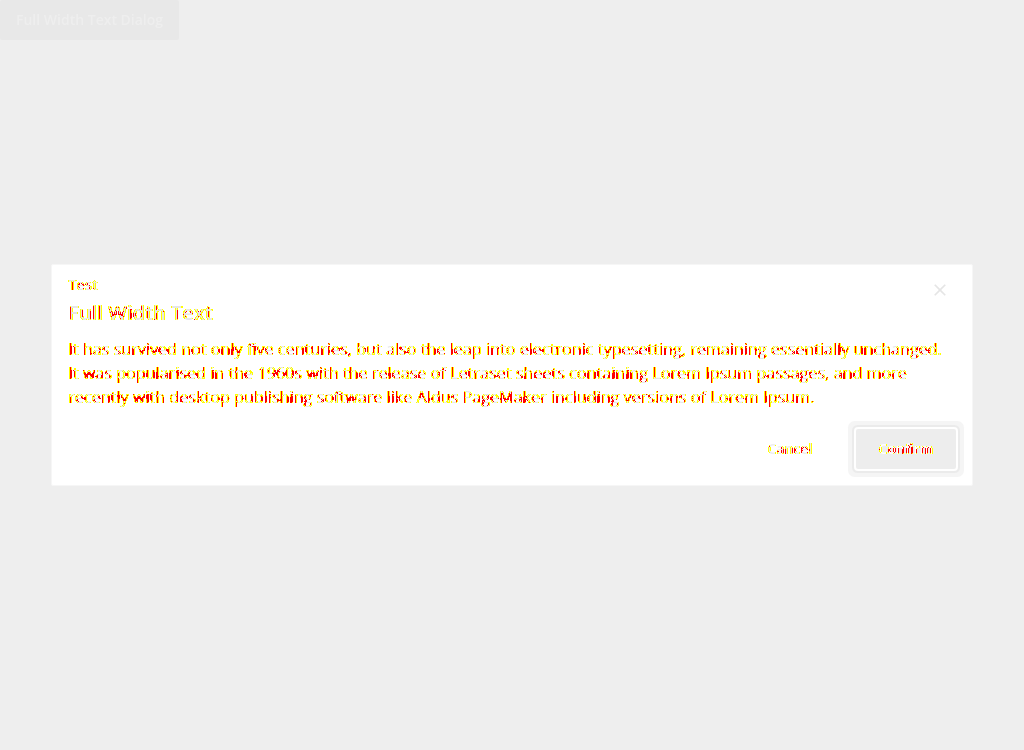 Full Width Text Dialog
Test
Full Width Text
It has survived not only five centuries, but also the leap into electronic typesetting, remaining essentially unchanged.
It was popularised in the 1960s with the release of Letraset sheets containing Lorem Ipsum passages, and more
recently with desktop publishing software like Aldus PageMaker including versions of Lorem Ipsum.
Cancel
Confirm